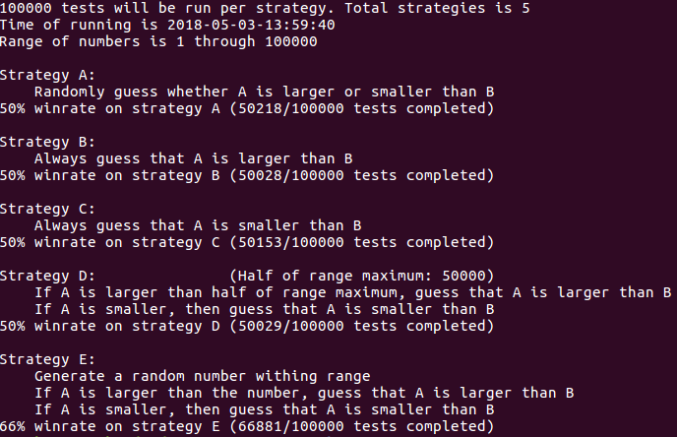 100000 tests will be run per strategy. Total strategies is 5
Time of running is 2018-05-03-13:59:40
Range of numbers is 1 through 100000

Strategy A:
    Randomly guess whether A is larger or smaller than B
50% winrate on strategy A (50218/100000 tests completed)

Strategy B:
    Always guess that A is larger than B
50% winrate on strategy B (50028/100000 tests completed)

Strategy C:
    Always guess that A is smaller than B
50% winrate on strategy C (50153/100000 tests completed)

Strategy D:                (Half of range maximum: 50000)
    If A is larger than half of range maximum, guess that A is larger than B
    If A is smaller, then guess that A is smaller than B
50% winrate on strategy D (50029/100000 tests completed)

Strategy E:
    Generate a random number withing range
    If A is larger than the number, guess that A is larger than B
    If A is smaller, then guess that A is smaller than B
66% winrate on strategy E (66881/100000 tests completed)